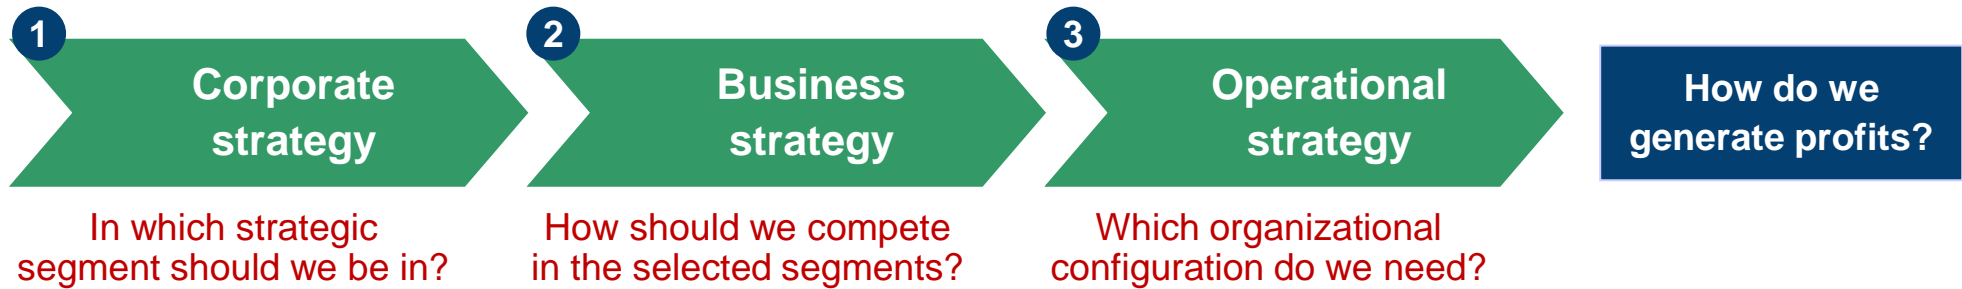 1
Corporate
strategy
In which strategic
segment should we be in?
2
Business
strategy
How should we compete
in the selected segments?
3
Operational
strategy
Which organizational
configuration do we need?
How do we
generate profits?